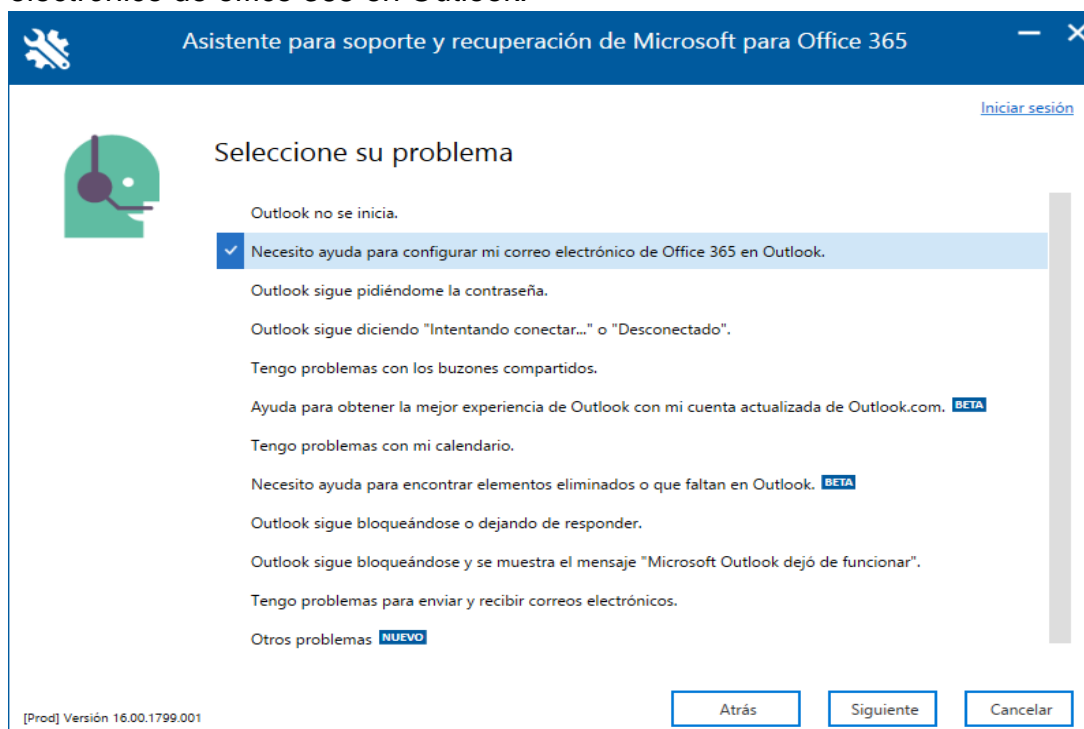 electrónico de office 365 en Outlook.
Asistente para soporte y recuperación de Microsoft para Office 365
Iniciar sesión
Seleccione su problema
Outlook no se inicia.
Necesito ayuda para configurar mi correo electrónico de Office 365 en Outlook.
Outlook sigue pidiéndome la contraseña.
Outlook sigue diciendo "Intentando conectar..." o "Desconectado".
Tengo problemas con los buzones compartidos.
Ayuda para obtener la mejor experiencia de Outlook con mi cuenta actualizada de Outlook.com. BETA
Tengo problemas con mi calendario.
Necesito ayuda para encontrar elementos eliminados o que faltan en Outlook. BETA
Outlook sigue bloqueándose o dejando de responder.
Outlook sigue bloqueándose y se muestra el mensaje "Microsoft Outlook dejó de funcionar".
Tengo problemas para enviar y recibir correos electrónicos.
Otros problemas NUEVO
[Prod] Versión 16.00.1799.001
Atrás
Siguiente
Cancelar